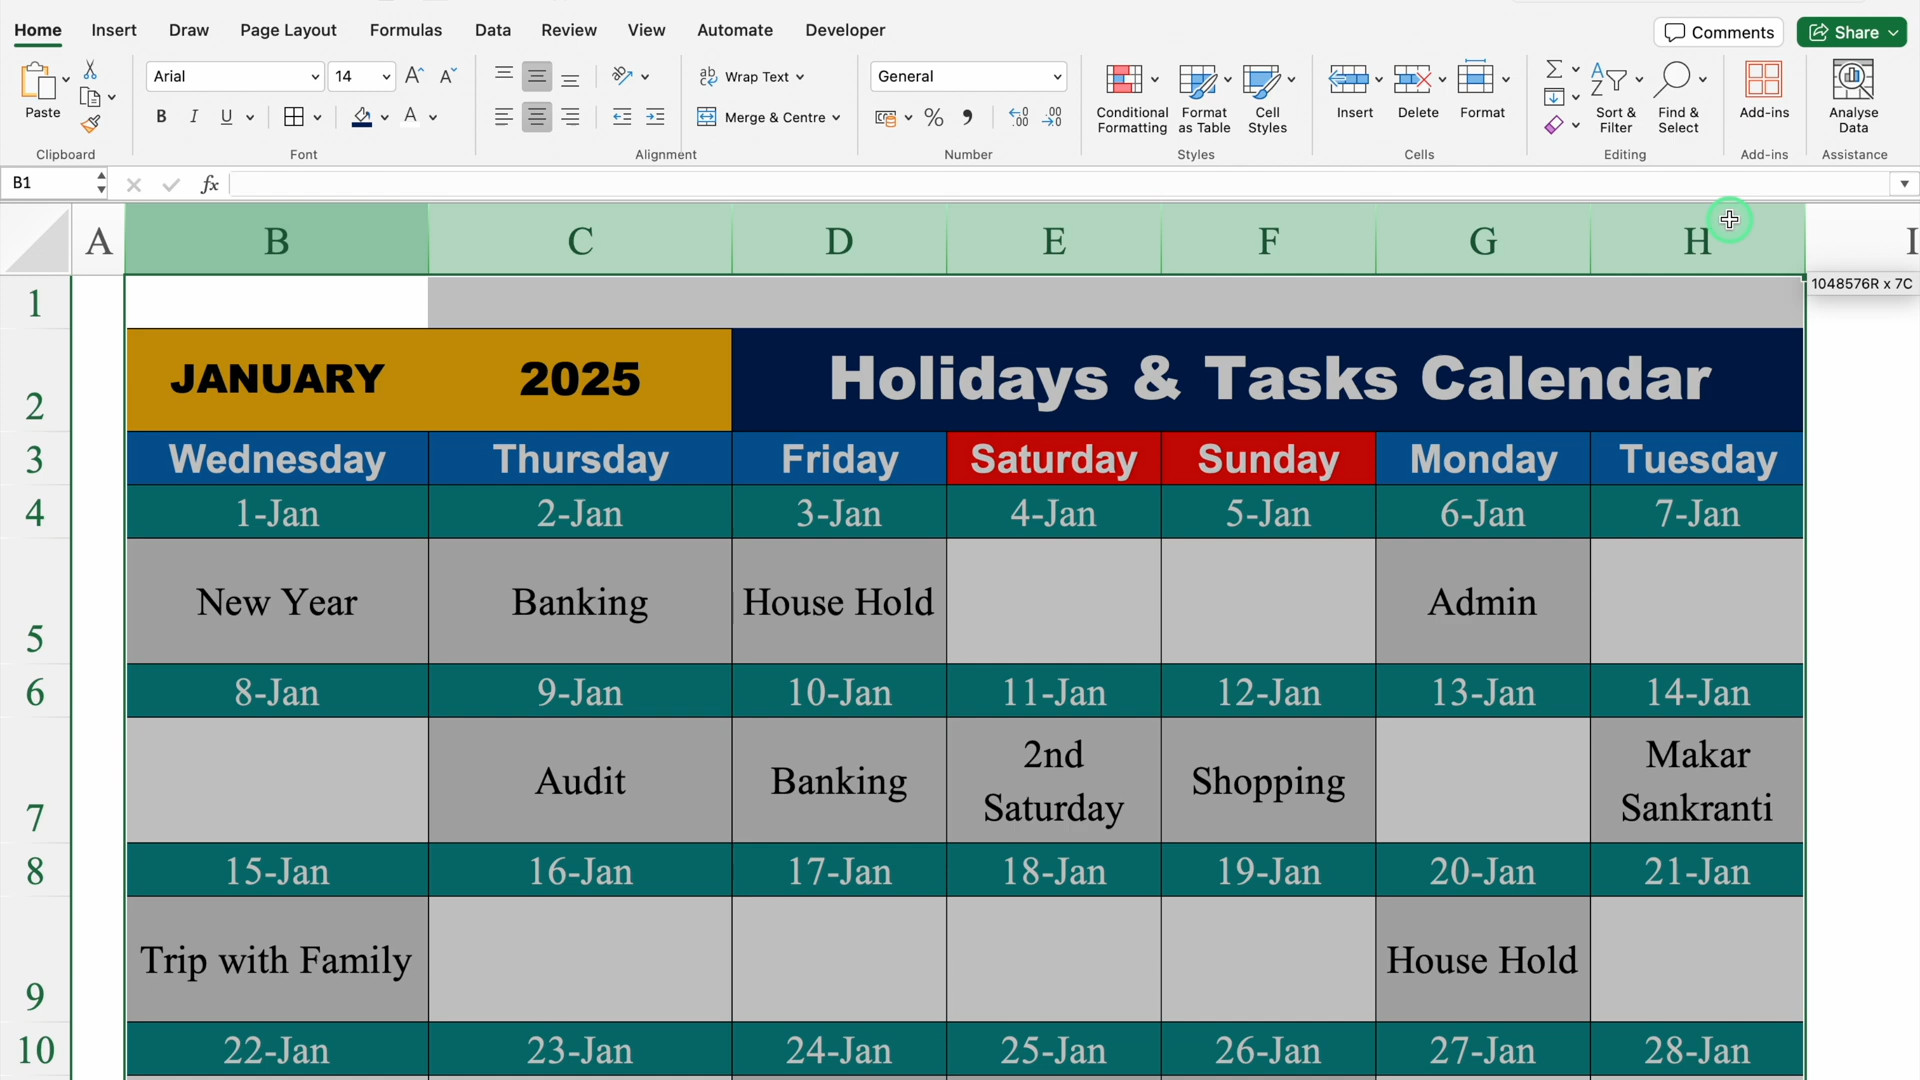 Home Insert Draw Page Layout Formulas Data Review View Automate Developer Comments Share
Paste
Arial 14
B I U A
Wrap Text
Merge & Centre
General
Conditional Formatting
Format as Table
Cell Styles
Insert
Delete
Format
Sort & Filter
Find & Select
Add-ins
Analyse Data
Clipboard Font Alignment Number Styles Cells Editing Add-ins Assistance
B1 fx
A B C D E F G H I
1048576R x 7C
1
2 JANUARY 2025 Holidays & Tasks Calendar
3 Wednesday Thursday Friday Saturday Sunday Monday Tuesday
4 1-Jan 2-Jan 3-Jan 4-Jan 5-Jan 6-Jan 7-Jan
5 New Year Banking House Hold Admin
6 8-Jan 9-Jan 10-Jan 11-Jan 12-Jan 13-Jan 14-Jan
7 Audit Banking 2nd Saturday Shopping Makar Sankranti
8 15-Jan 16-Jan 17-Jan 18-Jan 19-Jan 20-Jan 21-Jan
9 Trip with Family House Hold
10 22-Jan 23-Jan 24-Jan 25-Jan 26-Jan 27-Jan 28-Jan